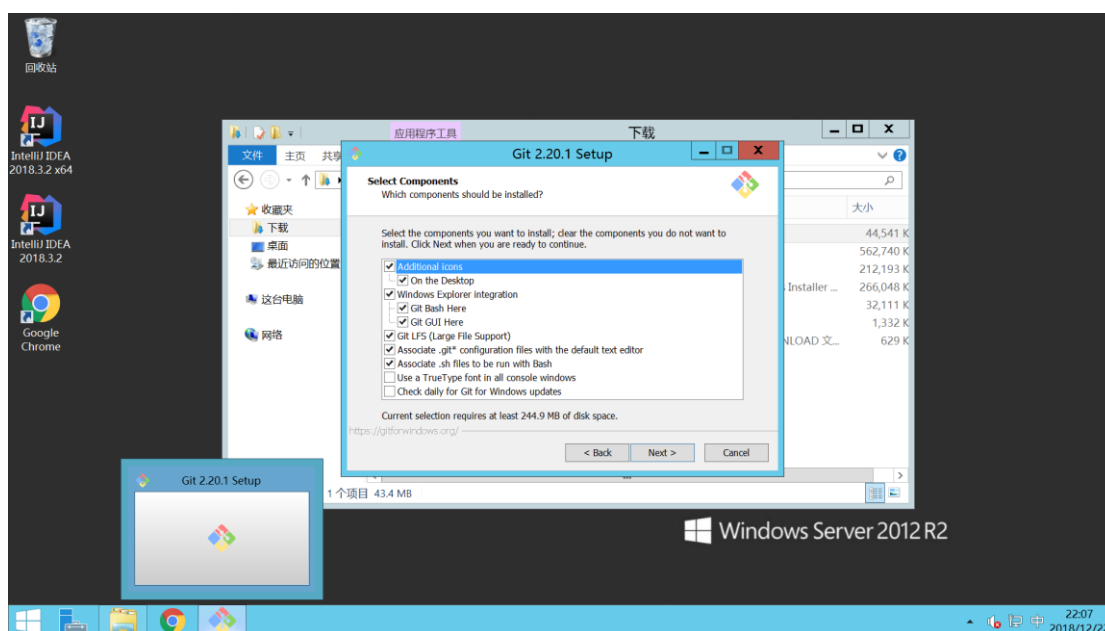 回收站
IntelliJ IDEA
2018.3.2 x64
IntelliJ IDEA
2018.3.2
Google
Chrome
应用程序工具
下载
文件
主页
共享
大小
收藏夹
下载
桌面
最近访问的位置
这台电脑
网络
44,541 K
562,740 K
212,193 K
Installer ...
266,048 K
32,111 K
1,332 K
NLOAD 文...
629 K
Git 2.20.1 Setup
Select Components
Which components should be installed?
Select the components you want to install; clear the components you do not want to
install. Click Next when you are ready to continue.
Additional icons
On the Desktop
Windows Explorer integration
Git Bash Here
Git GUI Here
Git LFS (Large File Support)
Associate .git* configuration files with the default text editor
Associate .sh files to be run with Bash
Use a TrueType font in all console windows
Check daily for Git for Windows updates
Current selection requires at least 244.9 MB of disk space.
https://gitforwindows.org/
< Back
Next >
Cancel
1 个项目 43.4 MB
Git 2.20.1 Setup
Windows Server 2012 R2
中
22:07